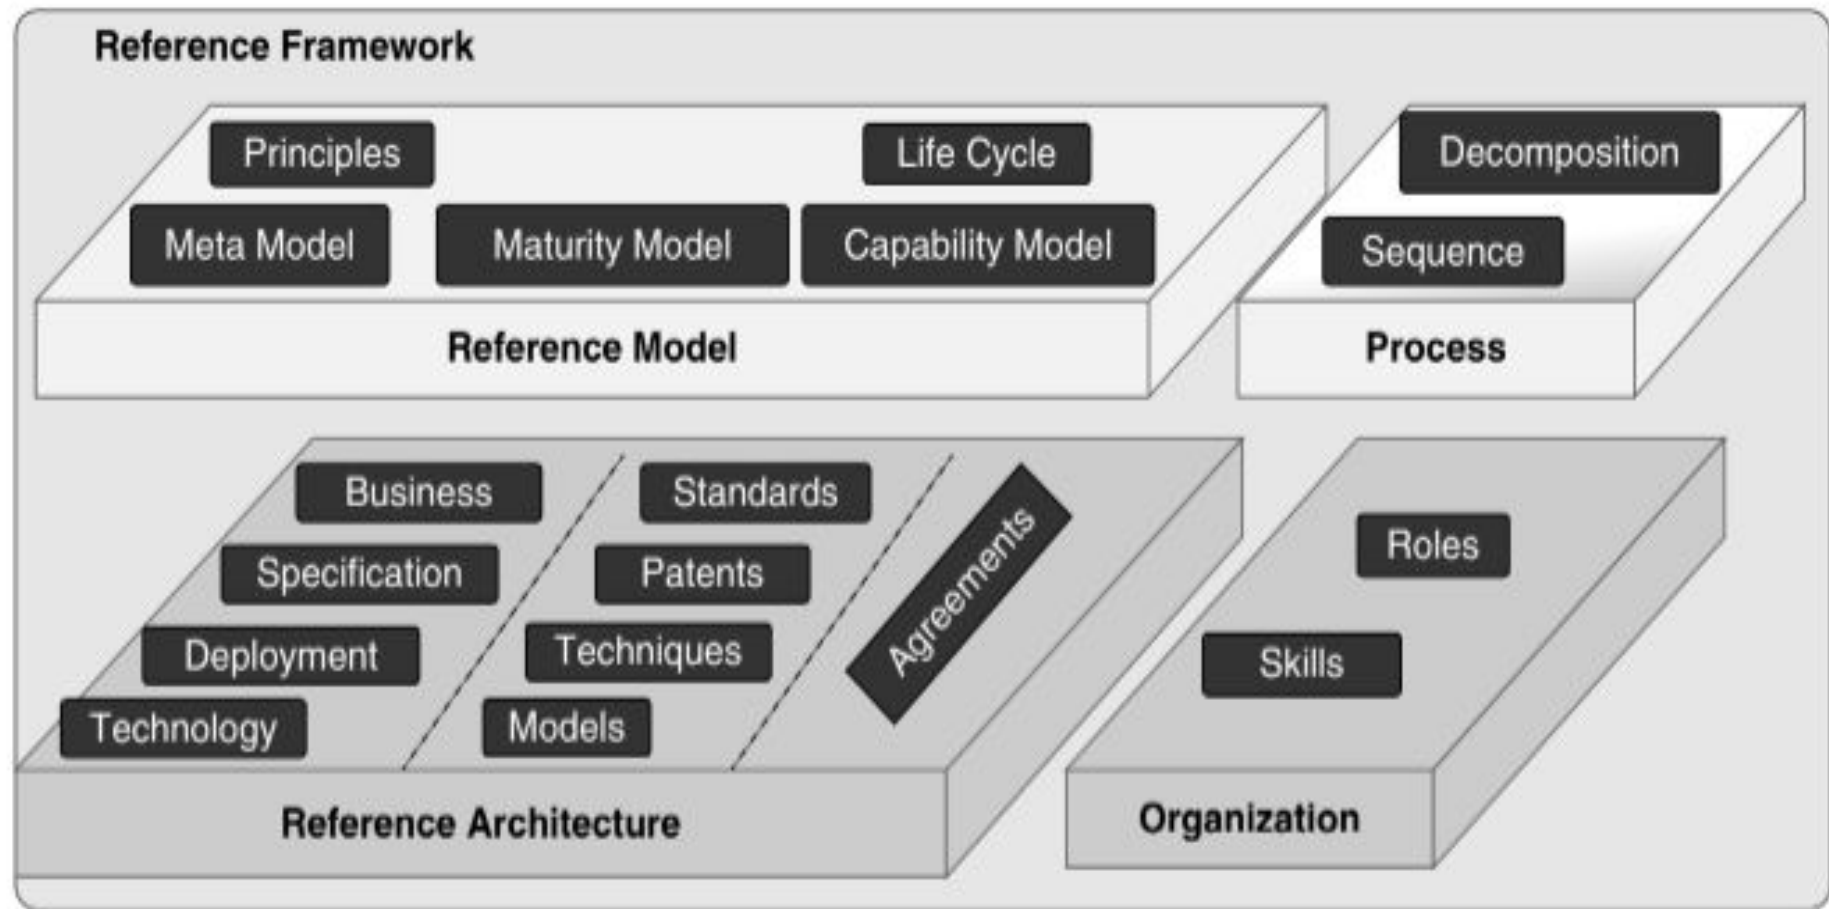 Reference Framework
Principles
Life Cycle
Meta Model
Maturity Model
Capability Model
Reference Model
Decomposition
Sequence
Process
Business
Specification
Deployment
Technology
Standards
Patents
Techniques
Models
Agreements
Reference Architecture
Roles
Skills
Organization